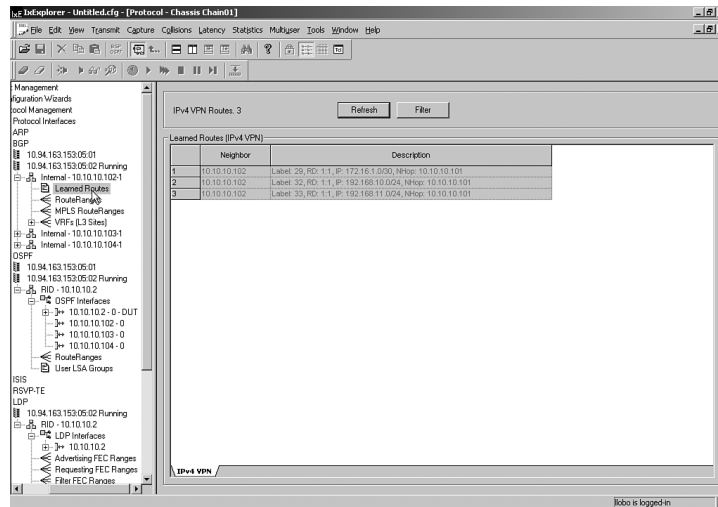 IxExplorer - Untitled.cfg - [Protocol - Chassis Chain01]
File Edit View Transmit Capture Collisions Latency Statistics Multiuser Tools Window Help
: Management
figuration Wizards
tocol Management
Protocol Interfaces
ARP
BGP
10.94.163.153:05:01
10.94.163.153:05:02 Running
Internal - 10.10.10.102-1
Learned Routes
RouteRanges
MPLS RouteRanges
VRFs (L3 Sites)
Internal - 10.10.10.103-1
Internal - 10.10.10.104-1
OSPF
10.94.163.153:05:01
10.94.163.153:05:02 Running
RID - 10.10.10.2
OSPF Interfaces
10.10.10.2 - 0 - DUT
10.10.10.102 - 0
10.10.10.103 - 0
10.10.10.104 - 0
RouteRanges
User LSA Groups
ISIS
RSVP-TE
LDP
10.94.163.153:05:02 Running
RID - 10.10.10.2
LDP Interfaces
10.10.10.2
Advertising FEC Ranges
Requesting FEC Ranges
Filter FEC Ranges
IPv4 VPN Routes. 3
Refresh Filter
Learned Routes (IPv4 VPN)
Neighbor Description
1 10.10.10.102 Label: 29, RD: 1:1, IP: 172.16.1.0/30, NHop: 10.10.10.101
2 10.10.10.102 Label: 32, RD: 1:1, IP: 192.168.10.0/24, NHop: 10.10.10.101
3 10.10.10.102 Label: 33, RD: 1:1, IP: 192.168.11.0/24, NHop: 10.10.10.101
IPv4 VPN
llobo is logged-in